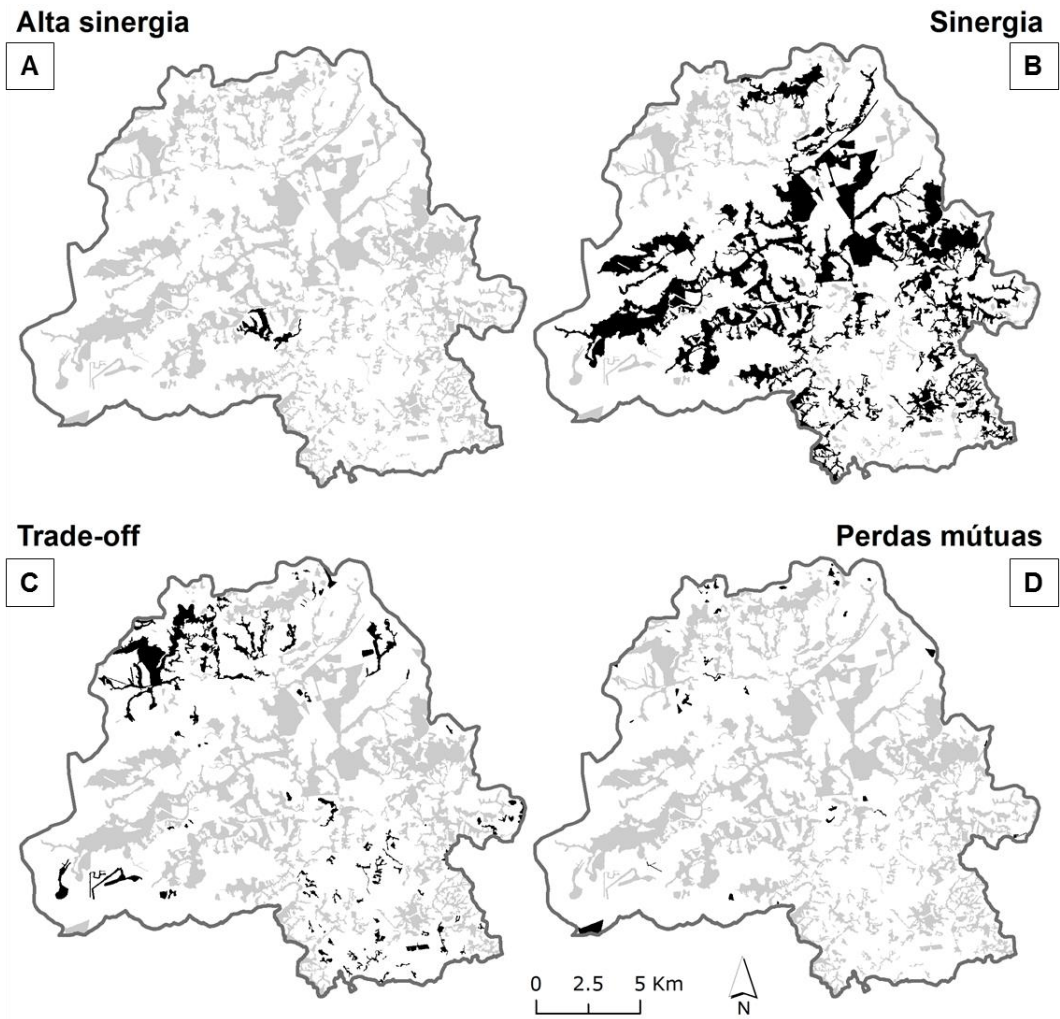 Alta sinergia
A
Sinergia
B
Trade-off
C
Perdas mútuas
D
0 2.5 5 Km
N